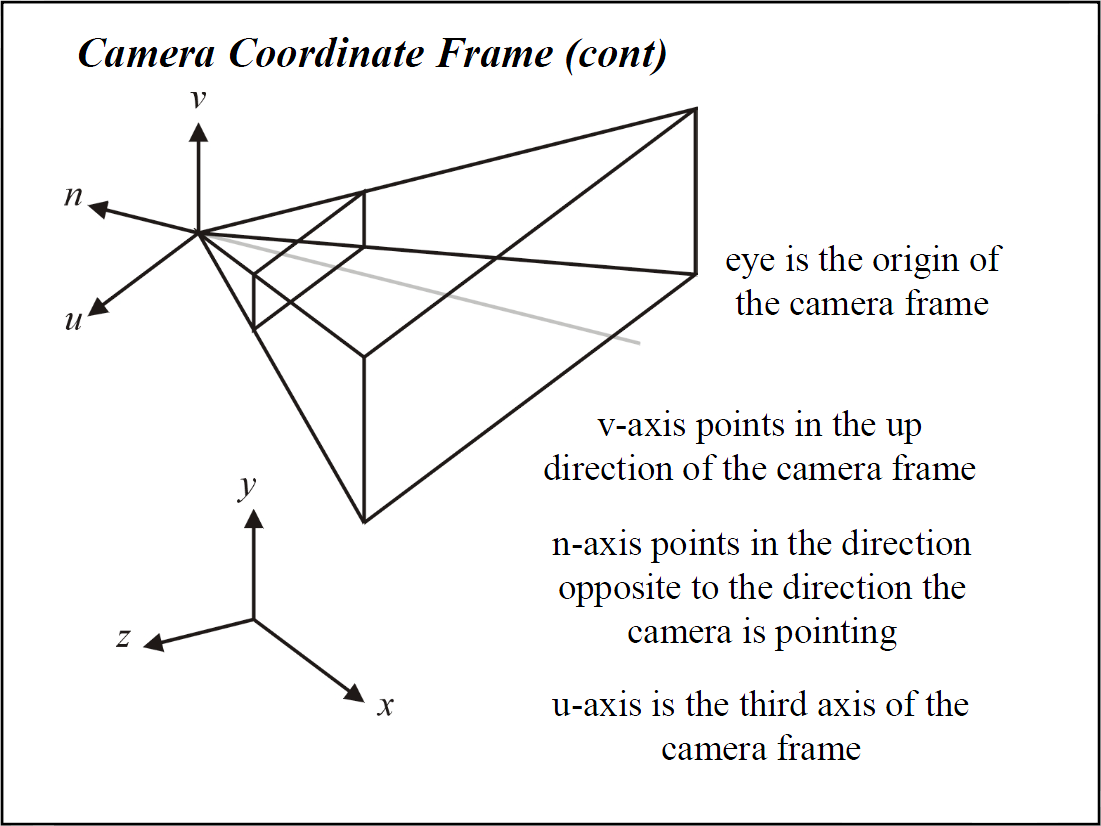 Camera Coordinate Frame (cont)
v
n
u
eye is the origin of
the camera frame
v-axis points in the up
direction of the camera frame
y
z
x
n-axis points in the direction
opposite to the direction the
camera is pointing
u-axis is the third axis of the
camera frame